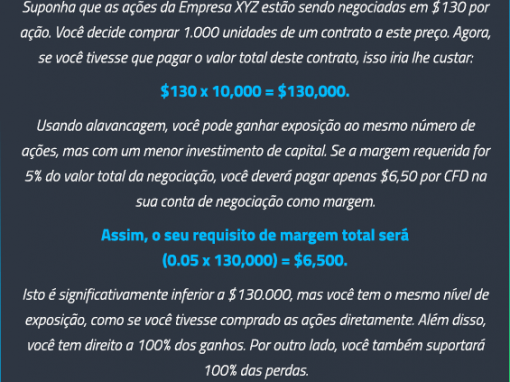 Suponha que as ações da Empresa XYZ estão sendo negociadas em $130 por
ação. Você decide comprar 1.000 unidades de um contrato a este preço. Agora,
se você tivesse que pagar o valor total deste contrato, isso iria lhe custar:
$130 x 10,000 = $130,000.
Usando alavancagem, você pode ganhar exposição ao mesmo número de
ações, mas com um menor investimento de capital. Se a margem requerida for
5% do valor total da negociação, você deverá pagar apenas $6,50 por CFD na
sua conta de negociação como margem.
Assim, o seu requisito de margem total será
(0.05 x 130,000) = $6,500.
Isto é significativamente inferior a $130.000, mas você tem o mesmo nível de
exposição, como se você tivesse comprado as ações diretamente. Além disso,
você tem direito a 100% dos ganhos. Por outro lado, você também suportará
100% das perdas.